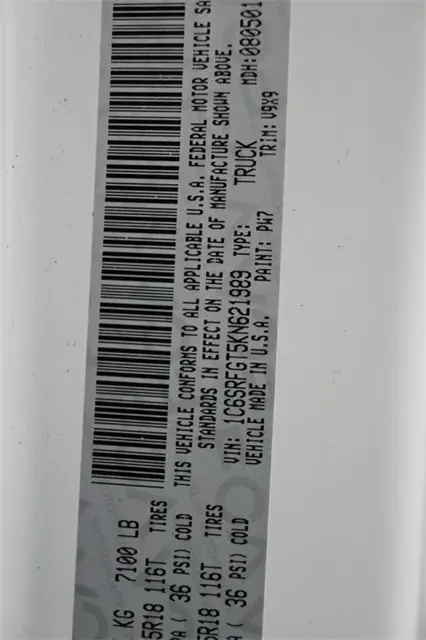 KG 7100 LB
5R18 116T TIRES
PA ( 36 PSI) COLD
5R18 116T TIRES
A ( 36 PSI) COLD
THIS VEHICLE CONFORMS TO ALL APPLICABLE U.S.A. FEDERAL MOTOR VEHICLE SA
STANDARDS IN EFFECT ON THE DATE OF MANUFACTURE SHOWN ABOVE.
VIN: 1C6SRFGT5KN621989 TYPE: TRUCK MDH:080501
VEHICLE MADE IN U.S.A. PAINT: PW7 TRIM: V9X9